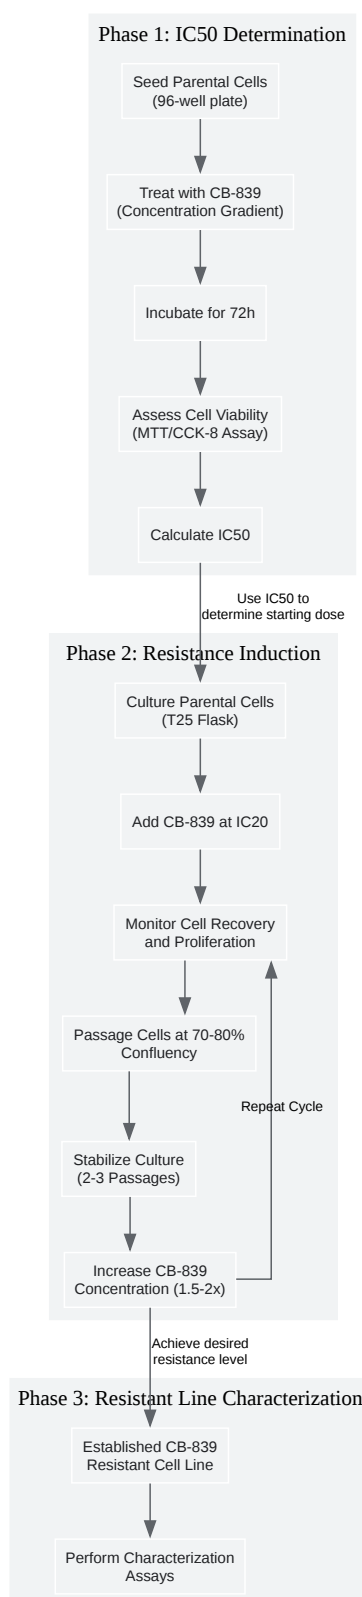 Phase 1: IC50 Determination
Seed Parental Cells
(96-well plate)
Treat with CB-839
(Concentration Gradient)
Incubate for 72h
Assess Cell Viability
(MTT/CCK-8 Assay)
Calculate IC50
Use IC50 to
determine starting dose
Phase 2: Resistance Induction
Culture Parental Cells
(T25 Flask)
Add CB-839 at IC20
Monitor Cell Recovery
and Proliferation
Passage Cells at 70-80%
Confluency
Repeat Cycle
Stabilize Culture
(2-3 Passages)
Increase CB-839
Concentration (1.5-2x)
Achieve desired
resistance level
Phase 3: Resistant Line Characterization
Established CB-839
Resistant Cell Line
Perform Characterization
Assays